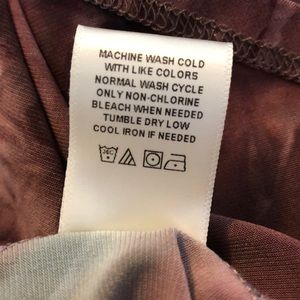 MACHINE WASH COLD
WITH LIKE COLORS
NORMAL WASH CYCLE
ONLY NON-CHLORINE
BLEACH WHEN NEEDED
TUMBLE DRY LOW
COOL IRON IF NEEDED